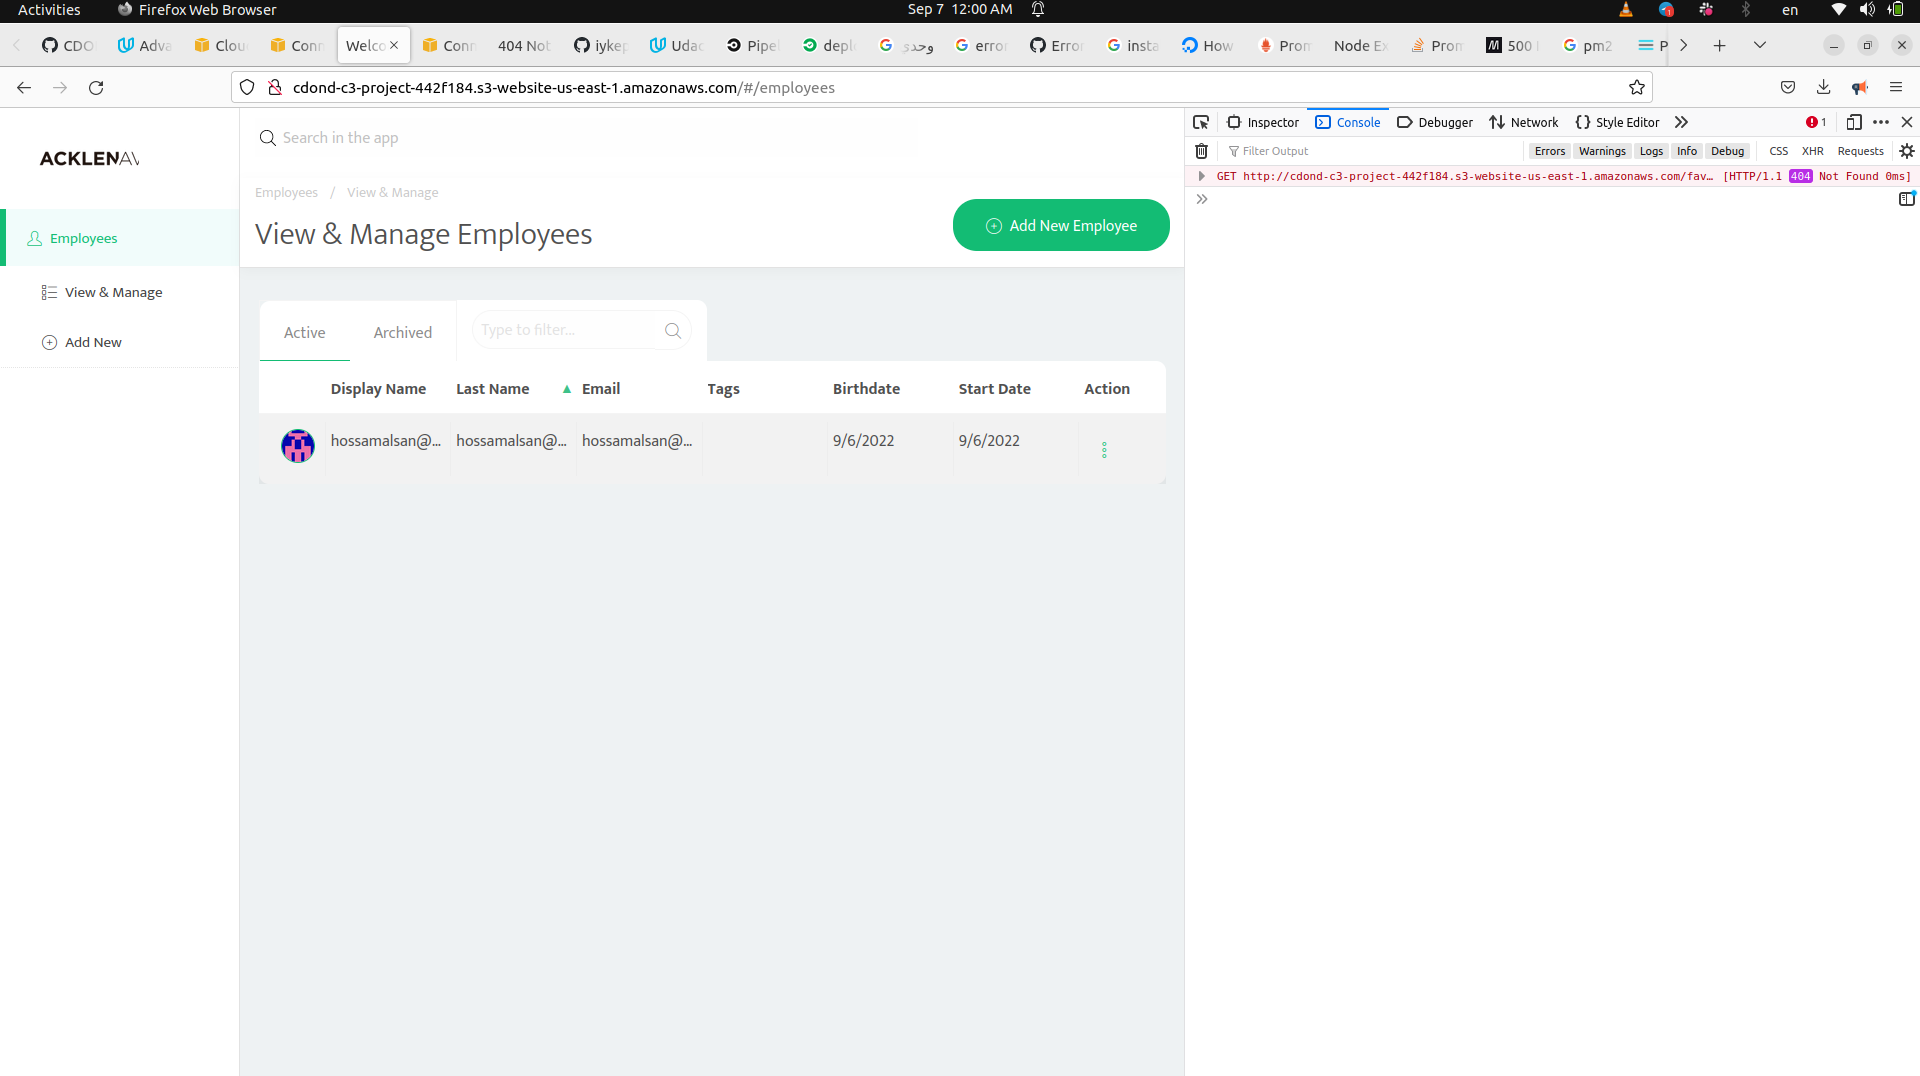 Activities Firefox Web Browser Sep 7 12:00 AM en
CDO Adva Clou Conn Welco Conn 404 Not iykep Udac Pipel depl وحدي error Error insta How Prom Node Ex Prom 500 pm2 P
cdond-c3-project-442f184.s3-website-us-east-1.amazonaws.com/#/employees
ACKLENAV
Employees
View & Manage
Add New
Search in the app
Employees / View & Manage
View & Manage Employees
Add New Employee
Active Archived Type to filter...
Display Name Last Name ▲ Email Tags Birthdate Start Date Action
hossamalsan@... hossamalsan@... hossamalsan@... 9/6/2022 9/6/2022
Inspector Console Debugger Network Style Editor 1
Filter Output Errors Warnings Logs Info Debug CSS XHR Requests
GET http://cdond-c3-project-442f184.s3-website-us-east-1.amazonaws.com/fav… [HTTP/1.1 404 Not Found 0ms]